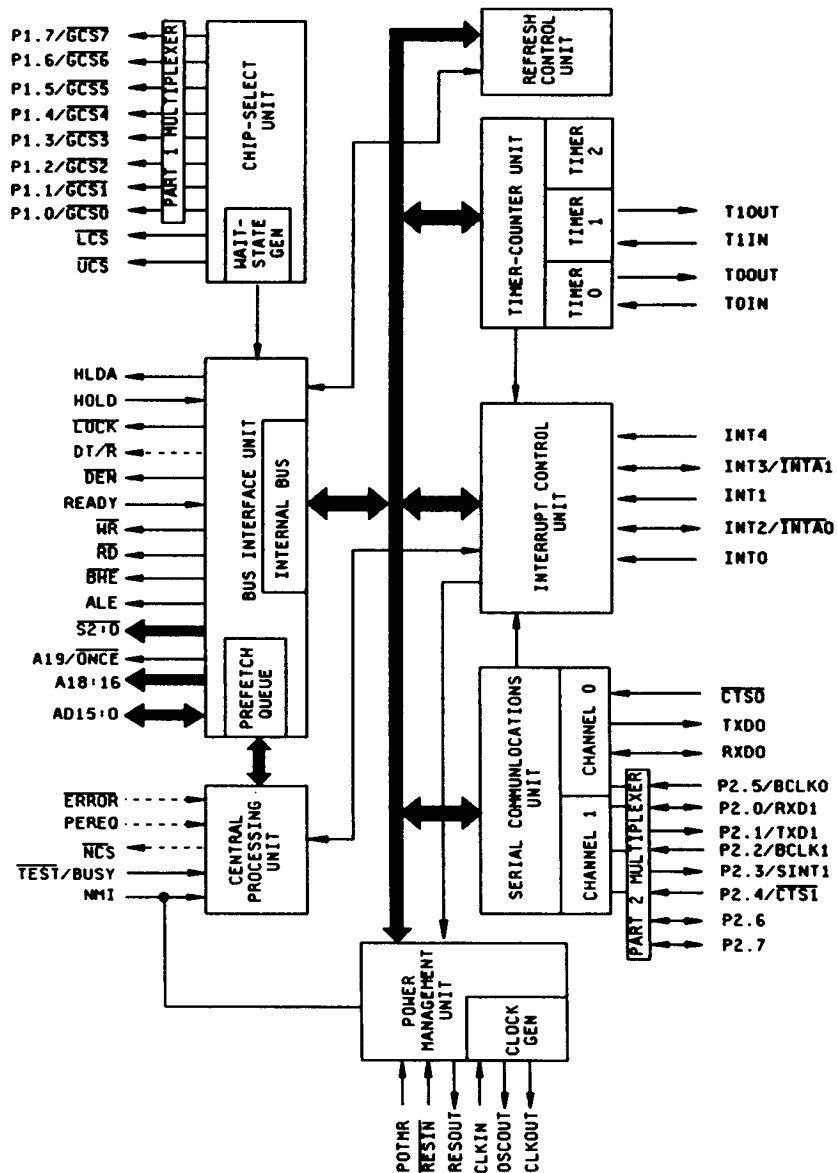 P1.7/GCS7
P1.6/GCS6
P1.5/GCS5
P1.4/GCS4
P1.3/GCS3
P1.2/GCS2
P1.1/GCS1
P1.0/GCS0
LCS
UCS
PART 1 MULTIPLEXER
CHIP-SELECT
UNIT
WAIT-
STATE
GEN
REFRESH
CONTROL
UNIT
TIMER-COUNTER UNIT
TIMER
2
TIMER
1
TIMER
0
T1OUT
T1IN
T0OUT
T0IN
HLDA
HOLD
LOCK
DT/R
DEN
READY
WR
RD
BHE
ALE
S2:0
A19/ONCE
A18:16
AD15:0
BUS INTERFACE UNIT
INTERNAL BUS
PREFETCH
QUEUE
INTERRUPT CONTROL
UNIT
INT4
INT3/INTA1
INT1
INT2/INTA0
INT0
ERROR
PEREQ
NCS
TEST/BUSY
NMI
CENTRAL
PROCESSING
UNIT
SERIAL COMMUNLOCATIONS
UNIT
CHANNEL 0
CHANNEL 1
PART 2 MULTIPLEXER
CTS0
TXD0
RXD0
P2.5/BCLK0
P2.0/RXD1
P2.1/TXD1
P2.2/BCLK1
P2.3/SINT1
P2.4/CTS1
P2.6
P2.7
POWER
MANAGEMENT
UNIT
CLOCK
GEN
POTMR
RESIN
RESOUT
CLKIN
OSCOUT
CLKOUT